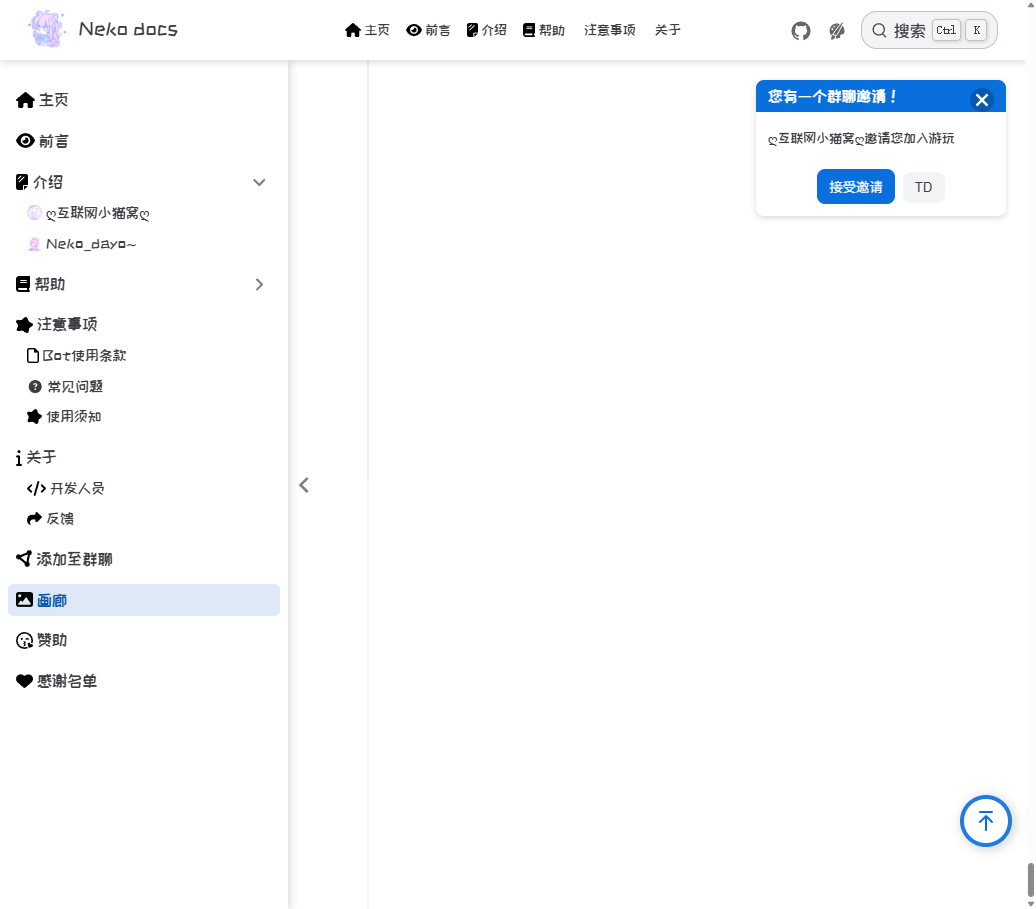 Neko docs
主页 前言 介绍 帮助 注意事项 关于
搜索 Ctrl K
主页
前言
介绍
ღ互联网小猫窝ღ
Neko_dayo~
帮助
注意事项
Bot使用条款
常见问题
使用须知
关于
开发人员
反馈
添加至群聊
画廊
赞助
感谢名单
您有一个群聊邀请！
ღ互联网小猫窝ღ邀请您加入游玩
接受邀请 TD